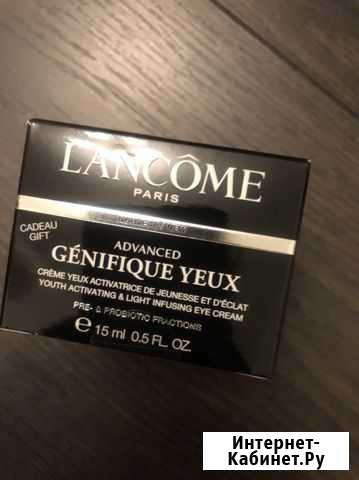 LANCÔME
PARIS
CADEAU
GIFT
ADVANCED
GÉNIFIQUE YEUX
CRÈME YEUX ACTIVATRICE DE JEUNESSE ET D'ÉCLAT
YOUTH ACTIVATING & LIGHT INFUSING EYE CREAM
PRE- & PROBIOTIC FRACTIONS
℮ 15 ml 0.5 FL. OZ.
Интернет-
Кабинет.Ру